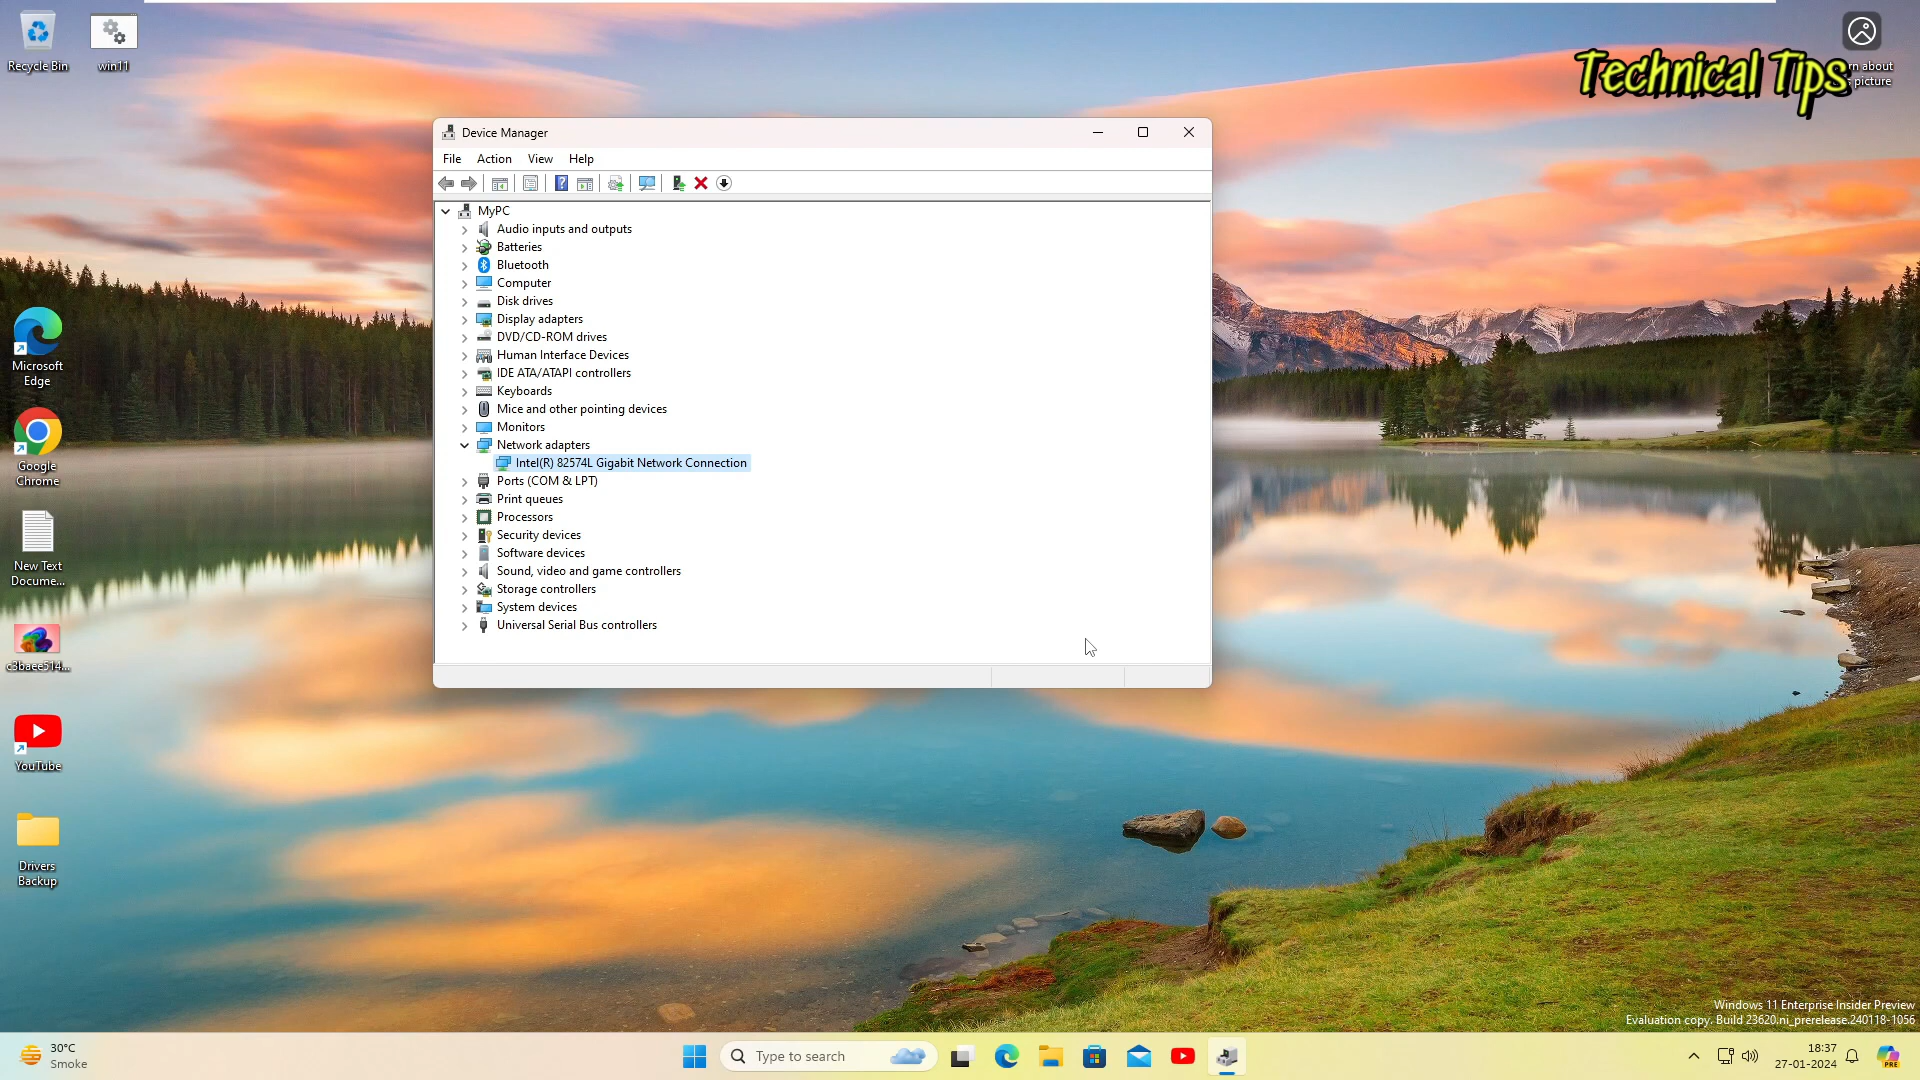 Recycle Bin
win11
Microsoft
Edge
Google
Chrome
New Text
Docume...
c3baee514...
YouTube
Drivers
Backup
Technical Tips
rn about
picture
Device Manager
File Action View Help
MyPC
Audio inputs and outputs
Batteries
Bluetooth
Computer
Disk drives
Display adapters
DVD/CD-ROM drives
Human Interface Devices
IDE ATA/ATAPI controllers
Keyboards
Mice and other pointing devices
Monitors
Network adapters
Intel(R) 82574L Gigabit Network Connection
Ports (COM & LPT)
Print queues
Processors
Security devices
Software devices
Sound, video and game controllers
Storage controllers
System devices
Universal Serial Bus controllers
Windows 11 Enterprise Insider Preview
Evaluation copy. Build 23620.ni_prerelease.240118-1056
30°C
Smoke
Type to search
18:37
27-01-2024
PRE